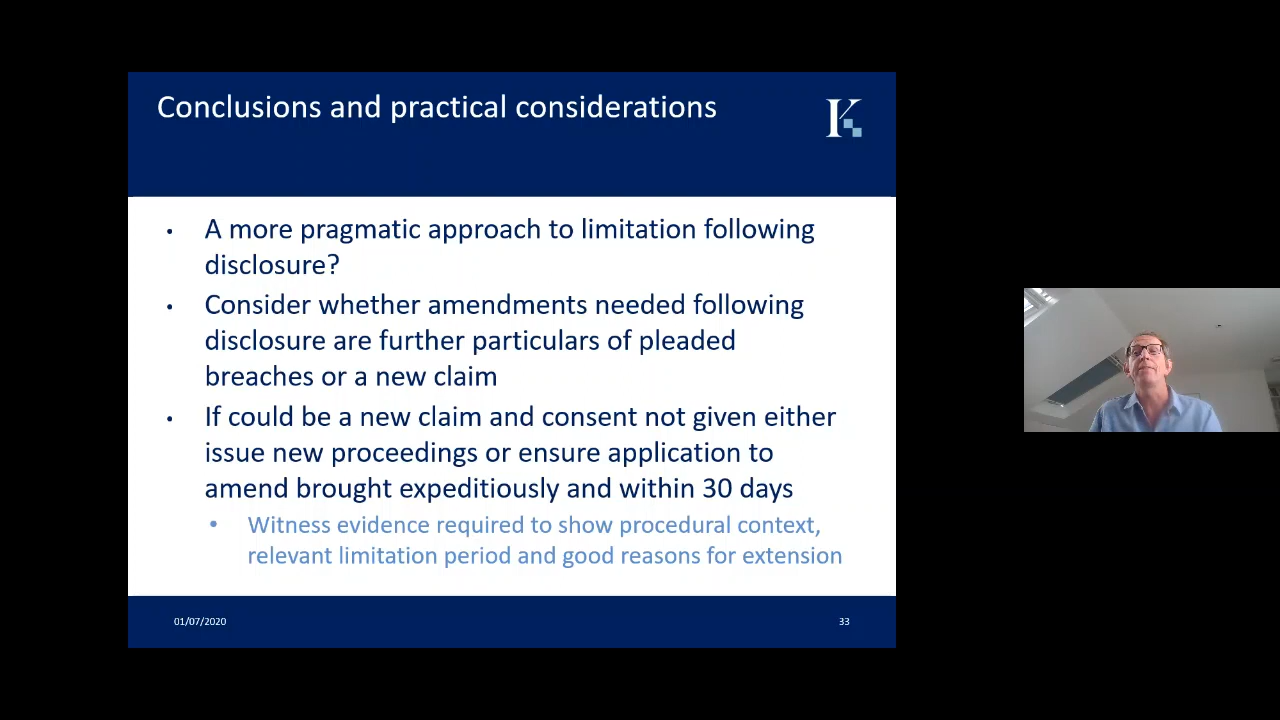 Conclusions and practical considerations
K
• A more pragmatic approach to limitation following
disclosure?
• Consider whether amendments needed following
disclosure are further particulars of pleaded
breaches or a new claim
• If could be a new claim and consent not given either
issue new proceedings or ensure application to
amend brought expeditiously and within 30 days
• Witness evidence required to show procedural context,
relevant limitation period and good reasons for extension
01/07/2020
33